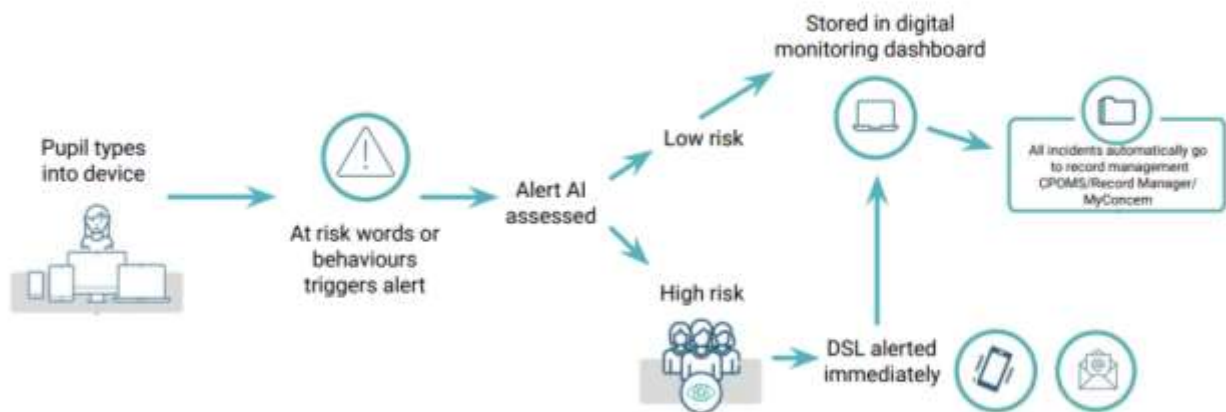 Pupil types
into device
At risk words or
behaviours
triggers alert
Alert AI
assessed
Low risk
High risk
Stored in digital
monitoring dashboard
All incidents automatically go
to record management
CPOMS/Record Manager/
MyConcern
DSL alerted
immediately